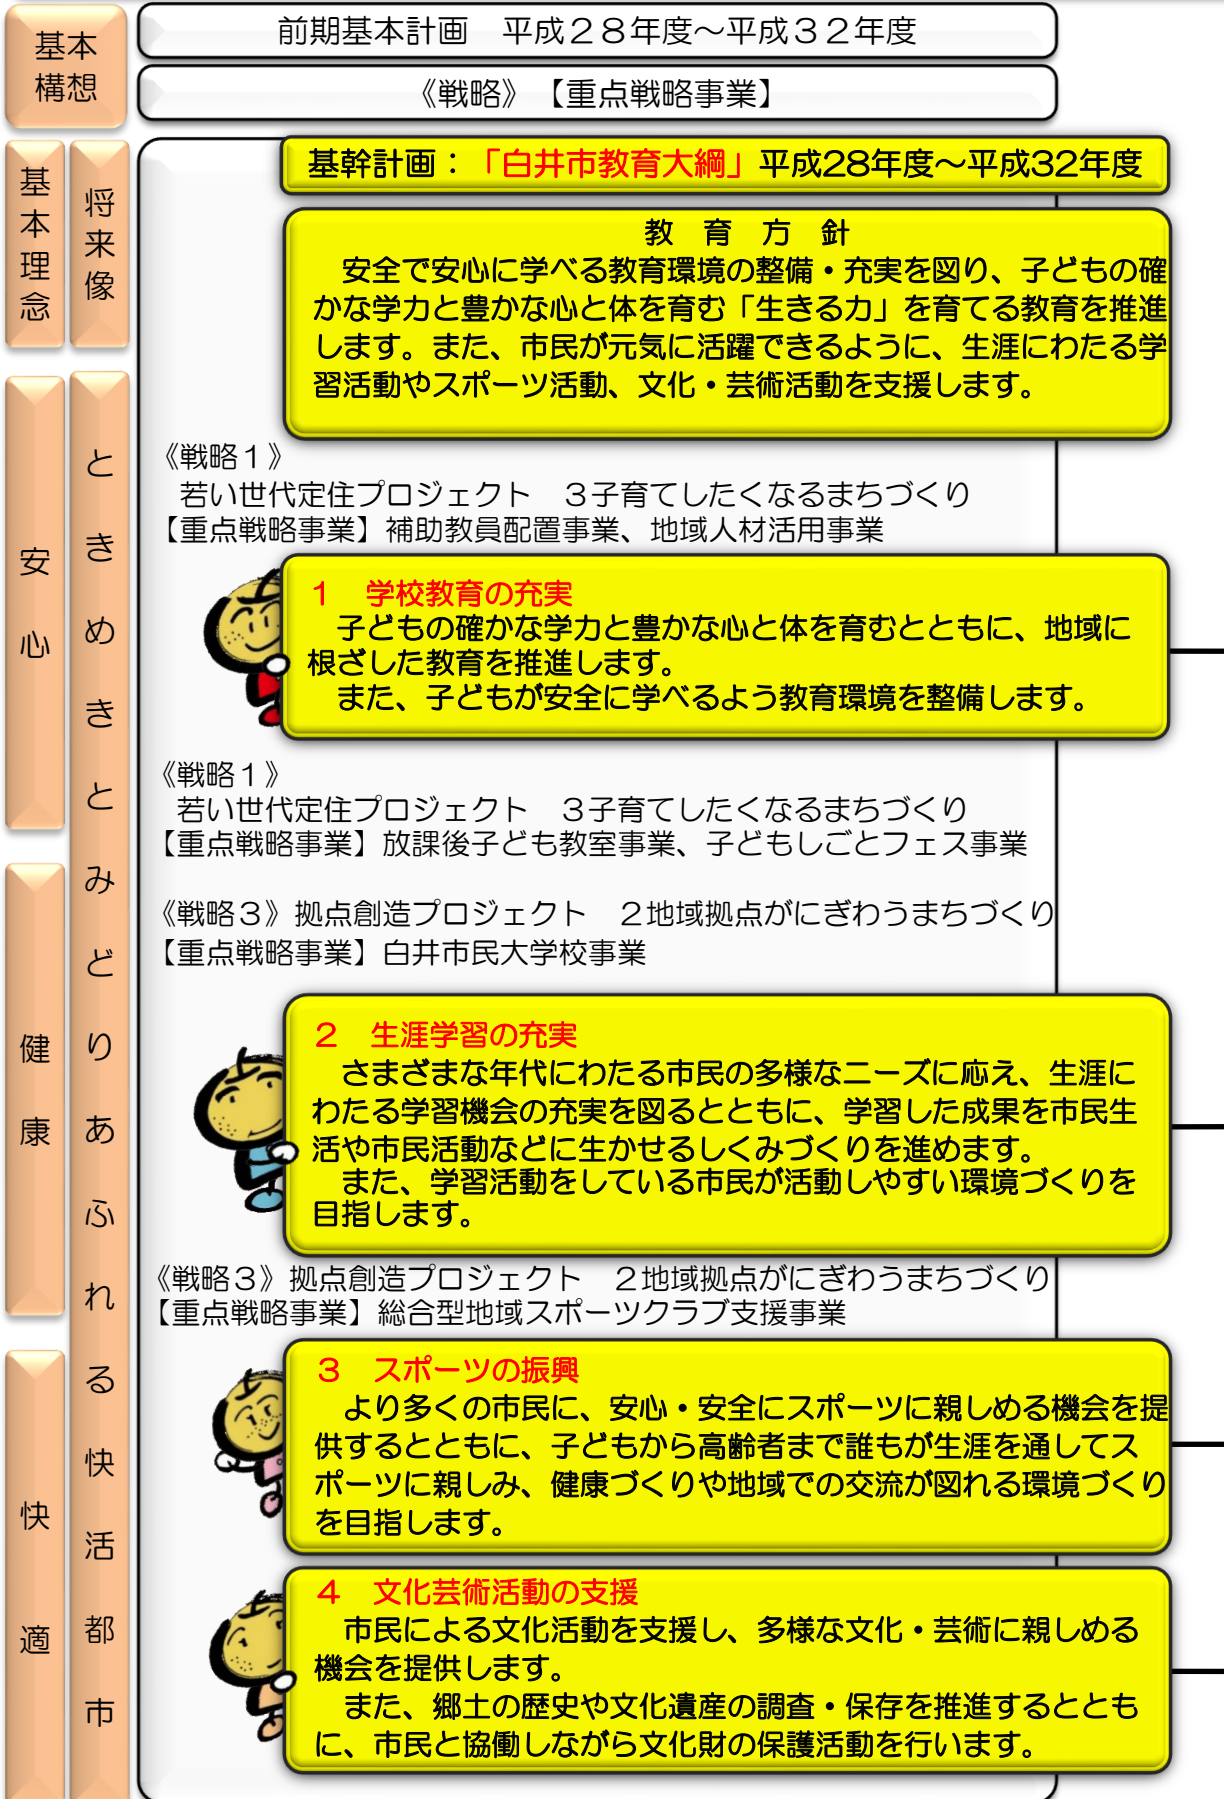 基本
構想
前期基本計画　平成２８年度～平成３２年度
《戦略》【重点戦略事業】
基本理念
将来像
安心
健康
快適
ときめきとみどりあふれる快活都市
基幹計画：「白井市教育大綱」平成28年度～平成32年度
教　育　方　針
　安全で安心に学べる教育環境の整備・充実を図り、子どもの確
かな学力と豊かな心と体を育む「生きる力」を育てる教育を推進
します。また、市民が元気に活躍できるように、生涯にわたる学
習活動やスポーツ活動、文化・芸術活動を支援します。
《戦略１》
若い世代定住プロジェクト　３子育てしたくなるまちづくり
【重点戦略事業】補助教員配置事業、地域人材活用事業
１　学校教育の充実
　子どもの確かな学力と豊かな心と体を育むとともに、地域に
根ざした教育を推進します。
　また、子どもが安全に学べるよう教育環境を整備します。
《戦略１》
若い世代定住プロジェクト　３子育てしたくなるまちづくり
【重点戦略事業】放課後子ども教室事業、子どもしごとフェス事業
《戦略３》拠点創造プロジェクト　２地域拠点がにぎわうまちづくり
【重点戦略事業】白井市民大学校事業
２　生涯学習の充実
　さまざまな年代にわたる市民の多様なニーズに応え、生涯に
わたる学習機会の充実を図るとともに、学習した成果を市民生
活や市民活動などに生かせるしくみづくりを進めます。
　また、学習活動をしている市民が活動しやすい環境づくりを
目指します。
《戦略３》拠点創造プロジェクト　２地域拠点がにぎわうまちづくり
【重点戦略事業】総合型地域スポーツクラブ支援事業
３　スポーツの振興
　より多くの市民に、安心・安全にスポーツに親しめる機会を提
供するとともに、子どもから高齢者まで誰もが生涯を通してス
ポーツに親しみ、健康づくりや地域での交流が図れる環境づくり
を目指します。
４　文化芸術活動の支援
　市民による文化活動を支援し、多様な文化・芸術に親しめる
機会を提供します。
　また、郷土の歴史や文化遺産の調査・保存を推進するととも
に、市民と協働しながら文化財の保護活動を行います。